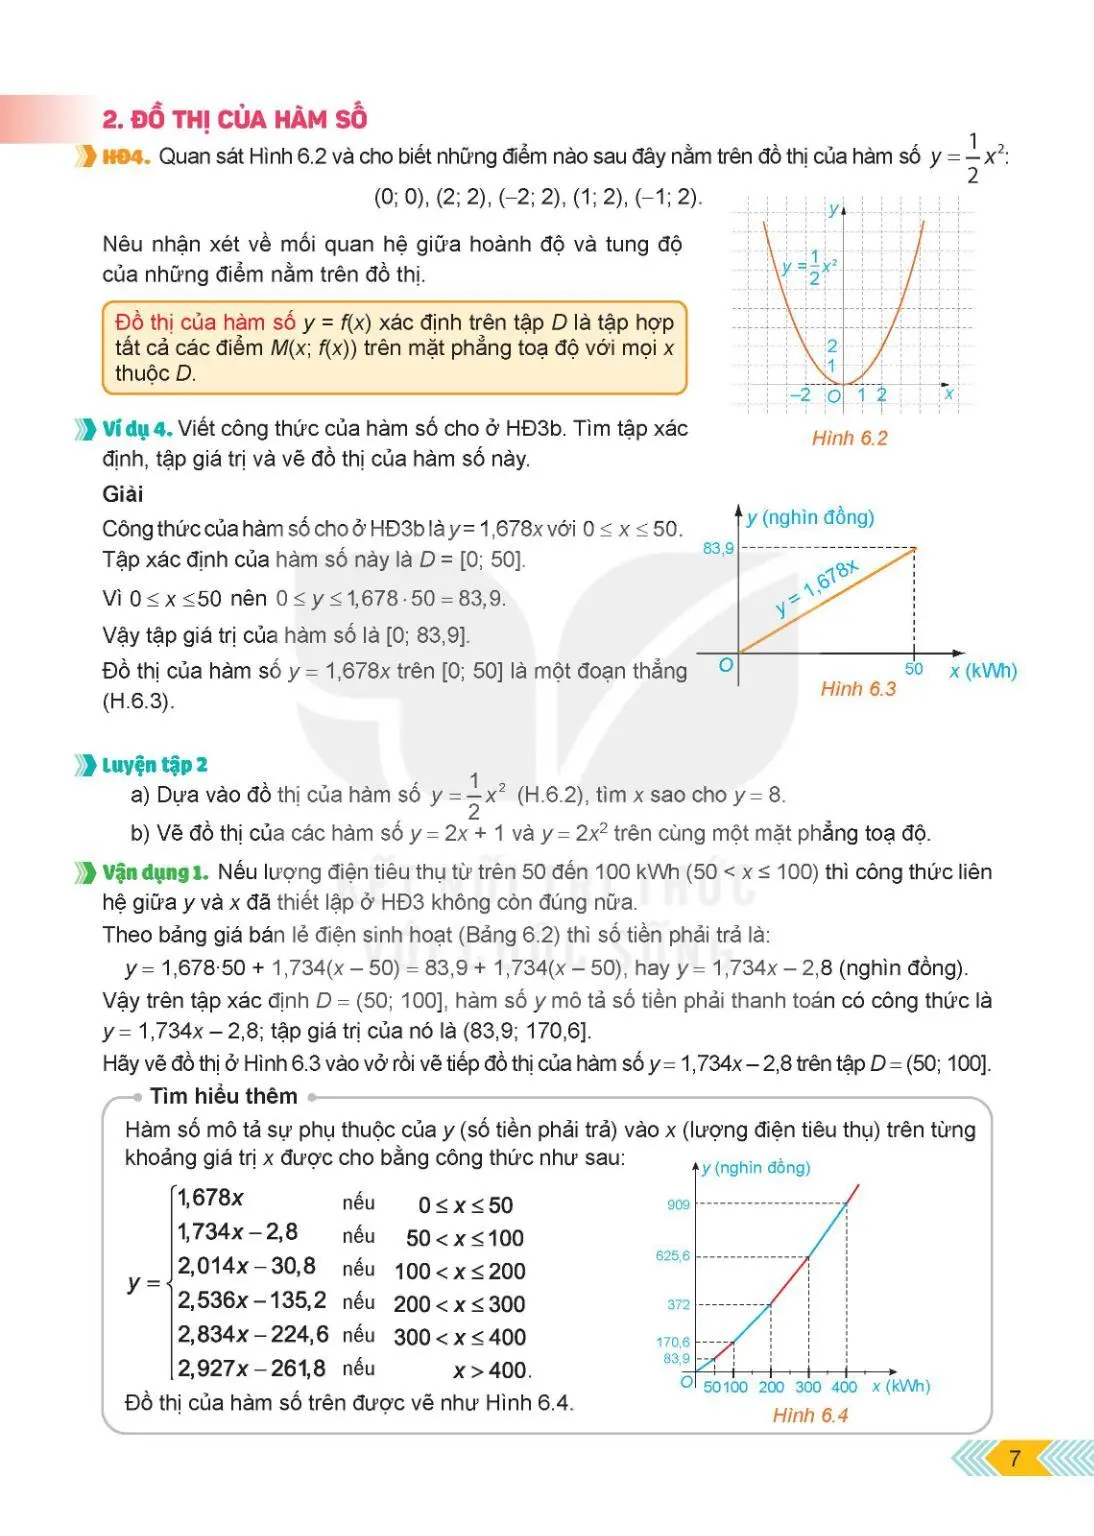 2. ĐỒ THỊ CỦA HÀM SỐ
HĐ4. Quan sát Hình 6.2 và cho biết những điểm nào sau đây nằm trên đồ thị của hàm số y = 1/2 x²:
(0; 0), (2; 2), (–2; 2), (1; 2), (–1; 2).
Nêu nhận xét về mối quan hệ giữa hoành độ và tung độ
của những điểm nằm trên đồ thị.
Đồ thị của hàm số y = f(x) xác định trên tập D là tập hợp
tất cả các điểm M(x; f(x)) trên mặt phẳng toạ độ với mọi x
thuộc D.
y
y = 1/2 x²
2
1
–2 O 1 2 x
Hình 6.2
Ví dụ 4. Viết công thức của hàm số cho ở HĐ3b. Tìm tập xác
định, tập giá trị và vẽ đồ thị của hàm số này.
Giải
Công thức của hàm số cho ở HĐ3b là y = 1,678x với 0 ≤ x ≤ 50.
Tập xác định của hàm số này là D = [0; 50].
Vì 0 ≤ x ≤50 nên 0 ≤ y ≤ 1,678 · 50 = 83,9.
Vậy tập giá trị của hàm số là [0; 83,9].
Đồ thị của hàm số y = 1,678x trên [0; 50] là một đoạn thẳng
(H.6.3).
y (nghìn đồng)
83,9
y = 1,678x
O 50 x (kWh)
Hình 6.3
Luyện tập 2
a) Dựa vào đồ thị của hàm số y = 1/2 x² (H.6.2), tìm x sao cho y = 8.
b) Vẽ đồ thị của các hàm số y = 2x + 1 và y = 2x² trên cùng một mặt phẳng toạ độ.
Vận dụng 1. Nếu lượng điện tiêu thụ từ trên 50 đến 100 kWh (50 < x ≤ 100) thì công thức liên
hệ giữa y và x đã thiết lập ở HĐ3 không còn đúng nữa.
Theo bảng giá bán lẻ điện sinh hoạt (Bảng 6.2) thì số tiền phải trả là:
y = 1,678·50 + 1,734(x – 50) = 83,9 + 1,734(x – 50), hay y = 1,734x – 2,8 (nghìn đồng).
Vậy trên tập xác định D = (50; 100], hàm số y mô tả số tiền phải thanh toán có công thức là
y = 1,734x – 2,8; tập giá trị của nó là (83,9; 170,6].
Hãy vẽ đồ thị ở Hình 6.3 vào vở rồi vẽ tiếp đồ thị của hàm số y = 1,734x – 2,8 trên tập D = (50; 100].
KẾT NỐI TRI THỨC
VỚI CUỘC SỐNG
Tìm hiểu thêm
Hàm số mô tả sự phụ thuộc của y (số tiền phải trả) vào x (lượng điện tiêu thụ) trên từng
khoảng giá trị x được cho bằng công thức như sau:
y =
1,678x nếu 0 ≤ x ≤ 50
1,734x – 2,8 nếu 50 < x ≤ 100
2,014x – 30,8 nếu 100 < x ≤ 200
2,536x – 135,2 nếu 200 < x ≤ 300
2,834x – 224,6 nếu 300 < x ≤ 400
2,927x – 261,8 nếu x > 400.
Đồ thị của hàm số trên được vẽ như Hình 6.4.
y (nghìn đồng)
909
625,6
372
170,6
83,9
O 50 100 200 300 400 x (kWh)
Hình 6.4
7